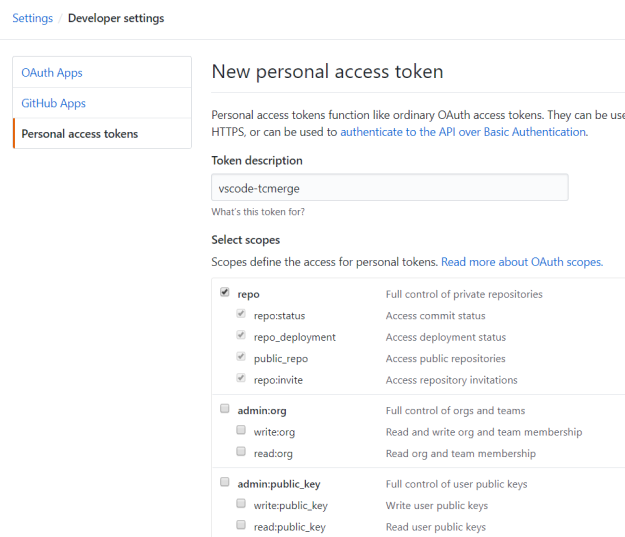 Settings / Developer settings
OAuth Apps
GitHub Apps
Personal access tokens
New personal access token
Personal access tokens function like ordinary OAuth access tokens. They can be use
HTTPS, or can be used to authenticate to the API over Basic Authentication.
Token description
vscode-tcmerge
What's this token for?
Select scopes
Scopes define the access for personal tokens. Read more about OAuth scopes.
repo Full control of private repositories
repo:status Access commit status
repo_deployment Access deployment status
public_repo Access public repositories
repo:invite Access repository invitations
admin:org Full control of orgs and teams
write:org Read and write org and team membership
read:org Read org and team membership
admin:public_key Full control of user public keys
write:public_key Write user public keys
read:public_key Read user public keys